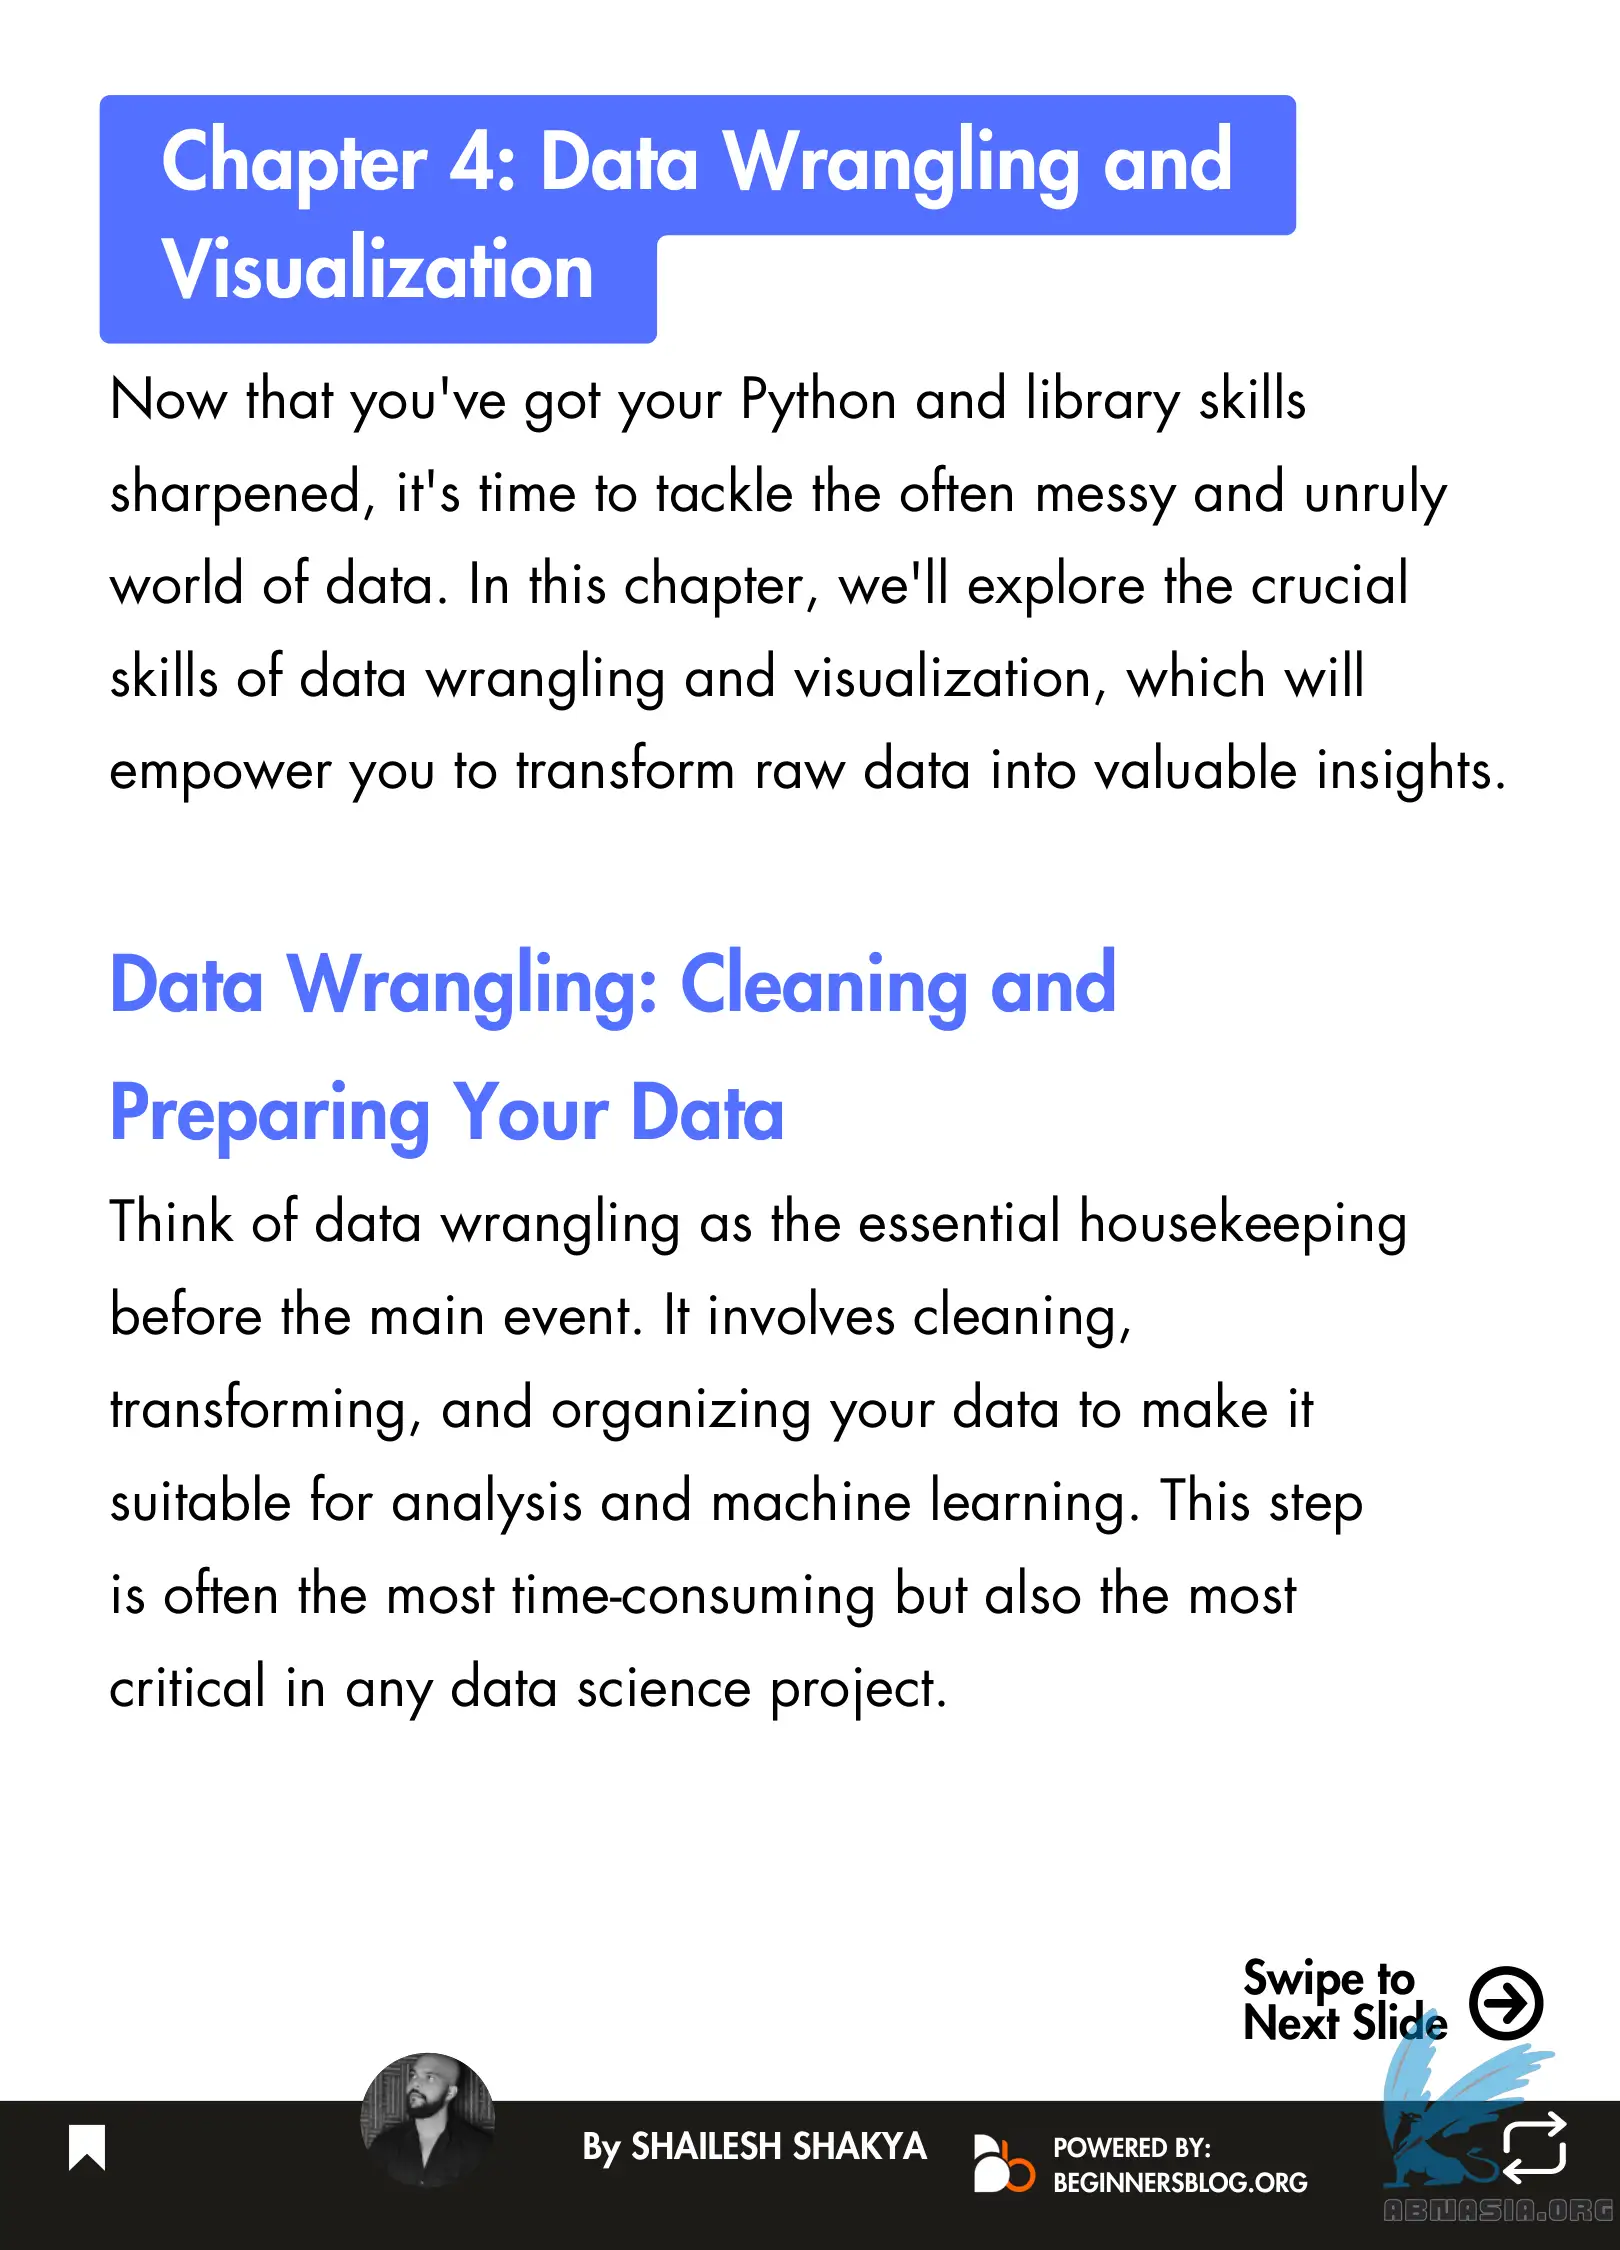 Chapter 4: Data Wrangling and
Visualization
Now that you've got your Python and library skills
sharpened, it's time to tackle the often messy and unruly
world of data. In this chapter, we'll explore the crucial
skills of data wrangling and visualization, which will
empower you to transform raw data into valuable insights.
Data Wrangling: Cleaning and
Preparing Your Data
Think of data wrangling as the essential housekeeping
before the main event. It involves cleaning,
transforming, and organizing your data to make it
suitable for analysis and machine learning. This step
is often the most time-consuming but also the most
critical in any data science project.
Swipe to
Next Slide
By SHAILESH SHAKYA
POWERED BY:
BEGINNERSBLOG.ORG
ABNASIA.ORG